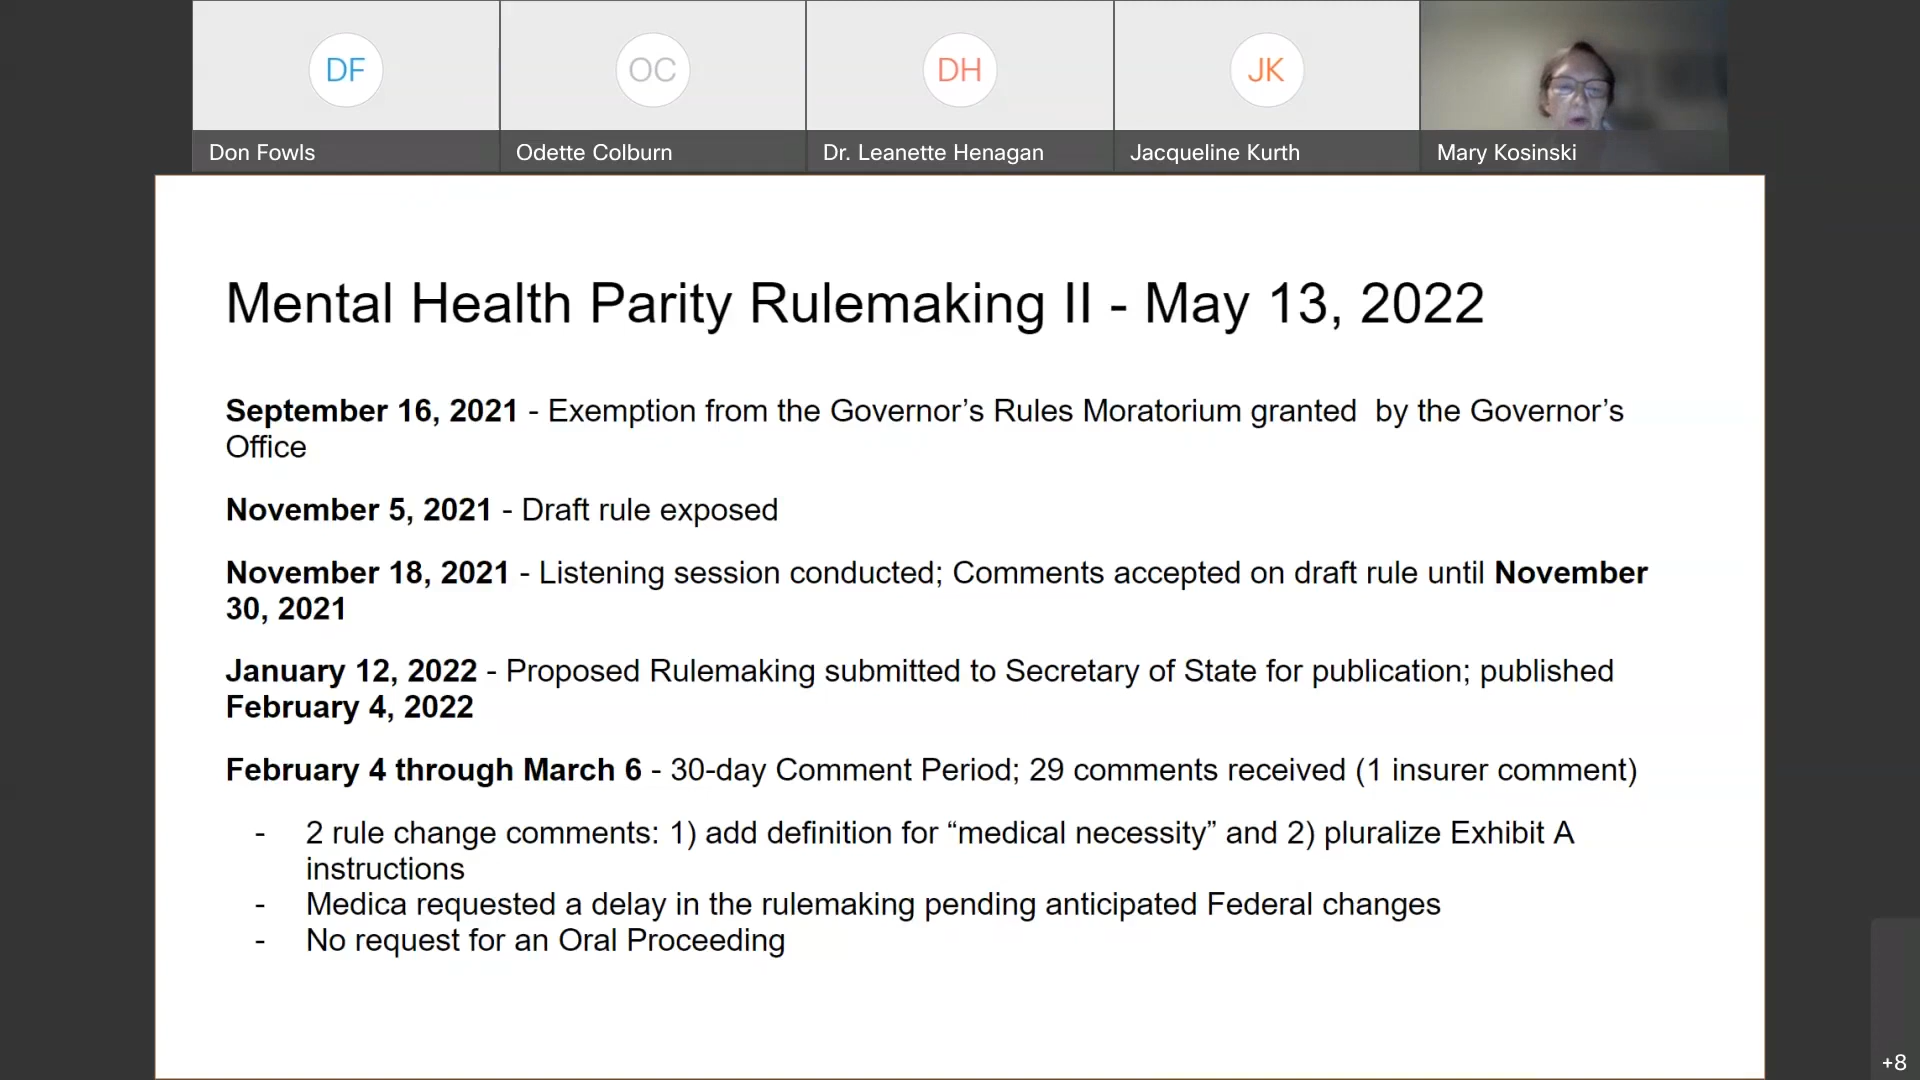 DF
OC
DH
JK
Don Fowls
Odette Colburn
Dr. Leanette Henagan
Jacqueline Kurth
Mary Kosinski
Mental Health Parity Rulemaking II - May 13, 2022
September 16, 2021 - Exemption from the Governor’s Rules Moratorium granted  by the Governor’s
Office
November 5, 2021 - Draft rule exposed
November 18, 2021 - Listening session conducted; Comments accepted on draft rule until November
30, 2021
January 12, 2022 - Proposed Rulemaking submitted to Secretary of State for publication; published
February 4, 2022
February 4 through March 6 - 30-day Comment Period; 29 comments received (1 insurer comment)
- 2 rule change comments: 1) add definition for “medical necessity” and 2) pluralize Exhibit A
instructions
- Medica requested a delay in the rulemaking pending anticipated Federal changes
- No request for an Oral Proceeding
+8